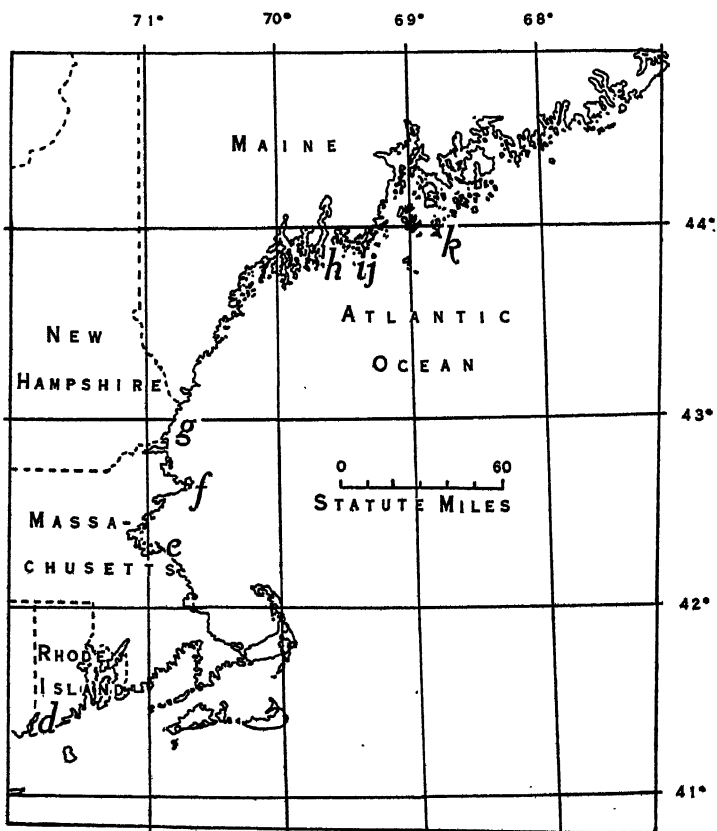 71° 70° 69° 68°
MAINE
44°
k
h ij
ATLANTIC
OCEAN
NEW
HAMPSHIRE
43°
g
0 60
STATUTE MILES
f
MASSA-
e
CHUSETTS
42°
RHODE
ISLAND
d
41°